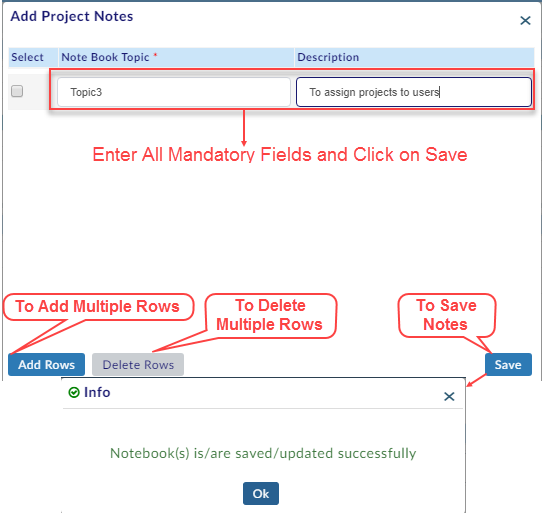 Add Project Notes
Select Note Book Topic * Description
Topic3 To assign projects to users
Enter All Mandatory Fields and Click on Save
To Add Multiple Rows
To Delete
Multiple Rows
To Save
Notes
Add Rows Delete Rows Save
Info
Notebook(s) is/are saved/updated successfully
Ok